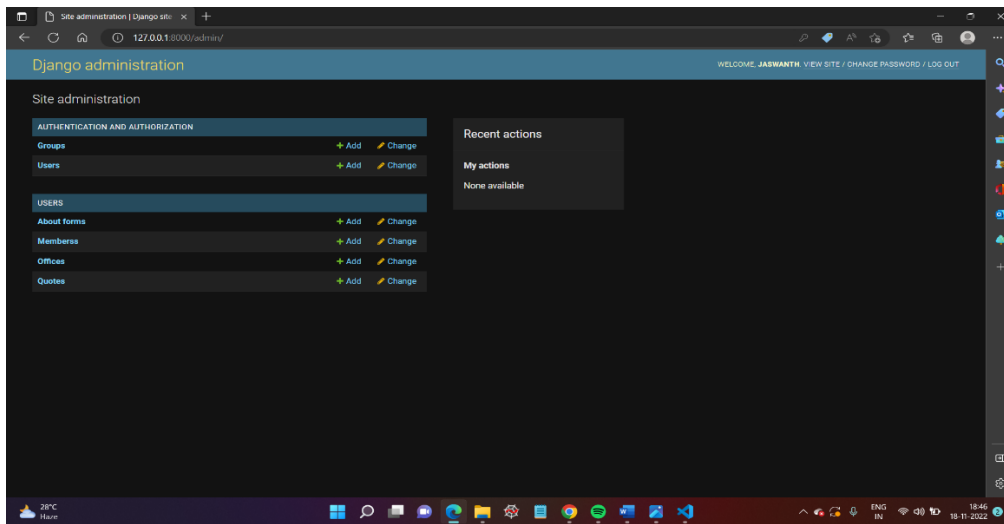 Site administration | Django site
127.0.0.1:8000/admin/
Django administration
WELCOME, JASWANTH. VIEW SITE / CHANGE PASSWORD / LOG OUT
Site administration
AUTHENTICATION AND AUTHORIZATION
Groups + Add Change
Users + Add Change
USERS
About forms + Add Change
Memberss + Add Change
Offices + Add Change
Quotes + Add Change
Recent actions
My actions
None available
28°C
Haze
ENG
IN
18:46
18-11-2022